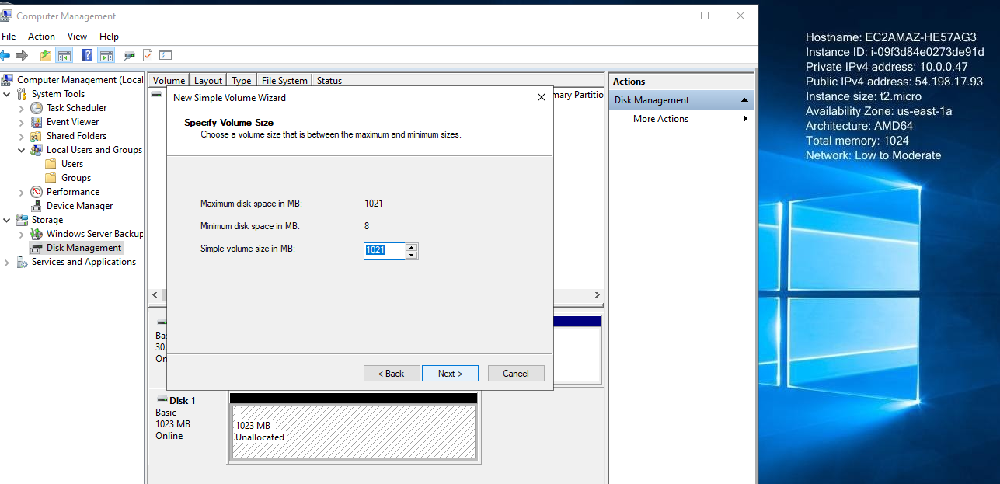 Computer Management
File Action View Help
Computer Management (Local
System Tools
Task Scheduler
Event Viewer
Shared Folders
Local Users and Groups
Users
Groups
Performance
Device Manager
Storage
Windows Server Backup
Disk Management
Services and Applications
Volume Layout Type File System Status
New Simple Volume Wizard
Specify Volume Size
Choose a volume size that is between the maximum and minimum sizes.
Maximum disk space in MB: 1021
Minimum disk space in MB: 8
Simple volume size in MB: 1021
< Back Next > Cancel
30.
Disk 1
Basic
1023 MB
Online
1023 MB
Unallocated
Actions
Disk Management
More Actions
Hostname: EC2AMAZ-HE57AG3
Instance ID: i-09f3d84e0273de91d
Private IPv4 address: 10.0.0.47
Public IPv4 address: 54.198.17.93
Instance size: t2.micro
Availability Zone: us-east-1a
Architecture: AMD64
Total memory: 1024
Network: Low to Moderate